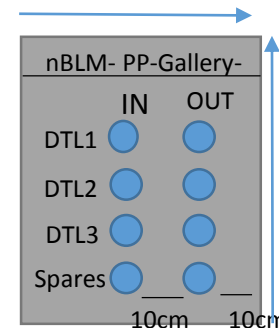 nBLM- PP-Gallery-
IN OUT
DTL1
DTL2
DTL3
Spares
10cm 10cm